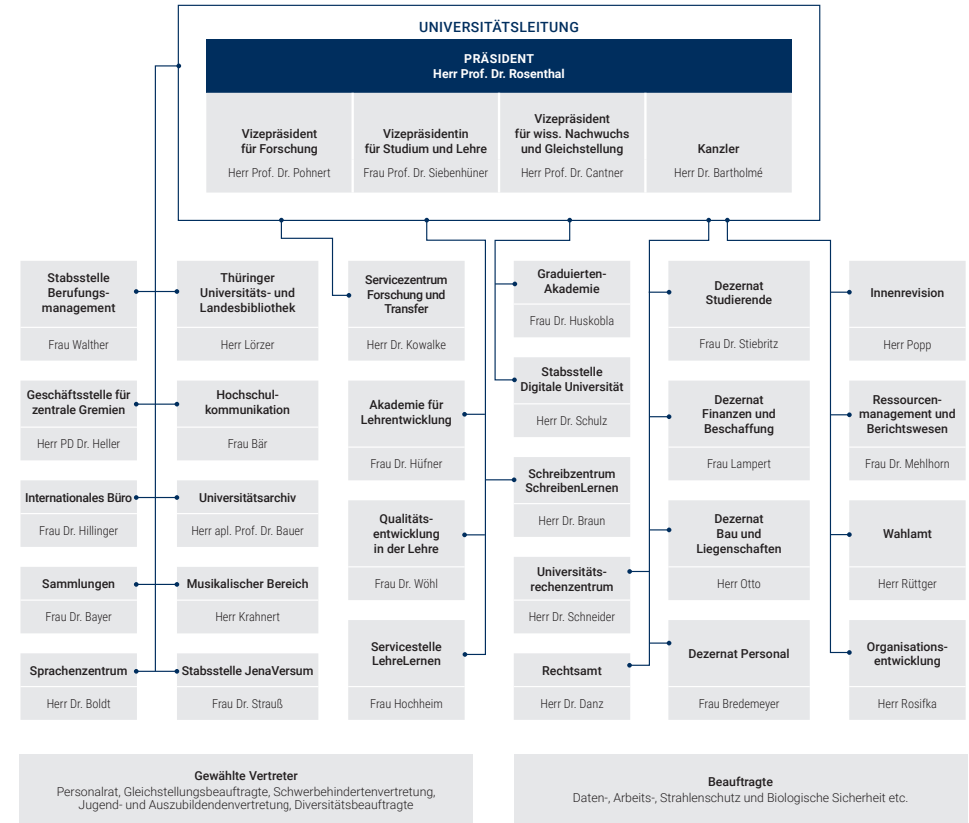 UNIVERSITÄTSLEITUNG
PRÄSIDENT
Herr Prof. Dr. Rosenthal
Vizepräsident
für Forschung
Herr Prof. Dr. Pohnert
Vizepräsidentin
für Studium und Lehre
Frau Prof. Dr. Siebenhüner
Vizepräsident
für wiss. Nachwuchs
und Gleichstellung
Herr Prof. Dr. Cantner
Kanzler
Herr Dr. Bartholmé
Stabsstelle
Berufungs-
management
Frau Walther
Geschäftsstelle für
zentrale Gremien
Herr PD Dr. Heller
Internationales Büro
Frau Dr. Hillinger
Sammlungen
Frau Dr. Bayer
Sprachenzentrum
Herr Dr. Boldt
Thüringer
Universitäts- und
Landesbibliothek
Herr Lörzer
Hochschul-
kommunikation
Frau Bär
Universitätsarchiv
Herr apl. Prof. Dr. Bauer
Musikalischer Bereich
Herr Krahnert
Stabsstelle JenaVersum
Frau Dr. Strauß
Servicezentrum
Forschung und
Transfer
Herr Dr. Kowalke
Akademie für
Lehrentwicklung
Frau Dr. Hüfner
Qualitäts-
entwicklung
in der Lehre
Frau Dr. Wöhl
Servicestelle
LehreLernen
Frau Hochheim
Graduierten-
Akademie
Frau Dr. Huskobla
Stabsstelle
Digitale Universität
Herr Dr. Schulz
Schreibzentrum
SchreibenLernen
Herr Dr. Braun
Universitäts-
rechenzentrum
Herr Dr. Schneider
Rechtsamt
Herr Dr. Danz
Dezernat
Studierende
Frau Dr. Stiebritz
Dezernat
Finanzen und
Beschaffung
Frau Lampert
Dezernat
Bau und
Liegenschaften
Herr Otto
Dezernat Personal
Frau Bredemeyer
Innenrevision
Herr Popp
Ressourcen-
management und
Berichtswesen
Frau Dr. Mehlhorn
Wahlamt
Herr Rüttger
Organisations-
entwicklung
Herr Rosifka
Gewählte Vertreter
Personalrat, Gleichstellungsbeauftragte, Schwerbehindertenvertretung,
Jugend- und Auszubildendenvertretung, Diversitätsbeauftragte
Beauftragte
Daten-, Arbeits-, Strahlenschutz und Biologische Sicherheit etc.